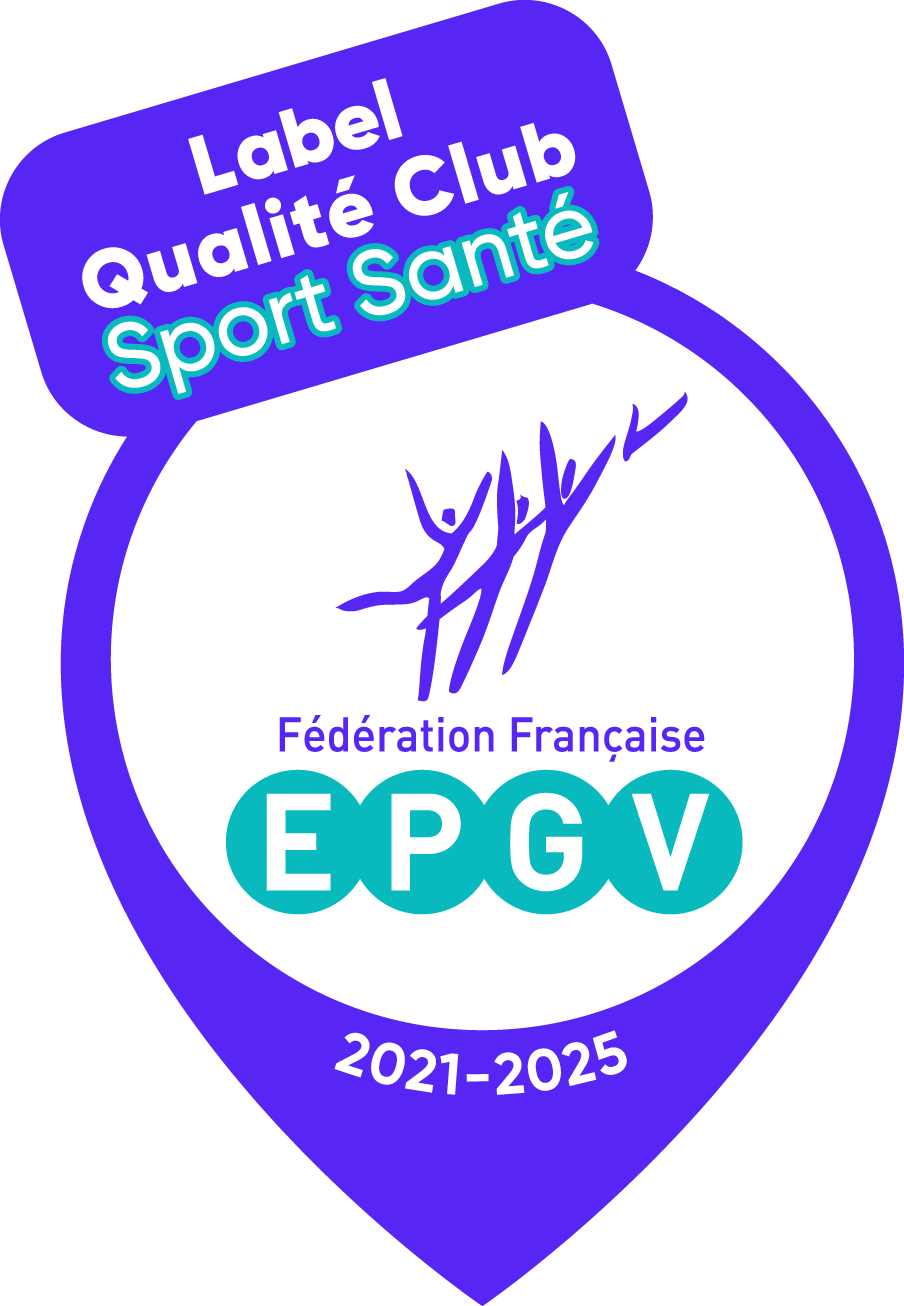 Label
Qualité Club
Sport Santé
Fédération Française
EPGV
2021-2025